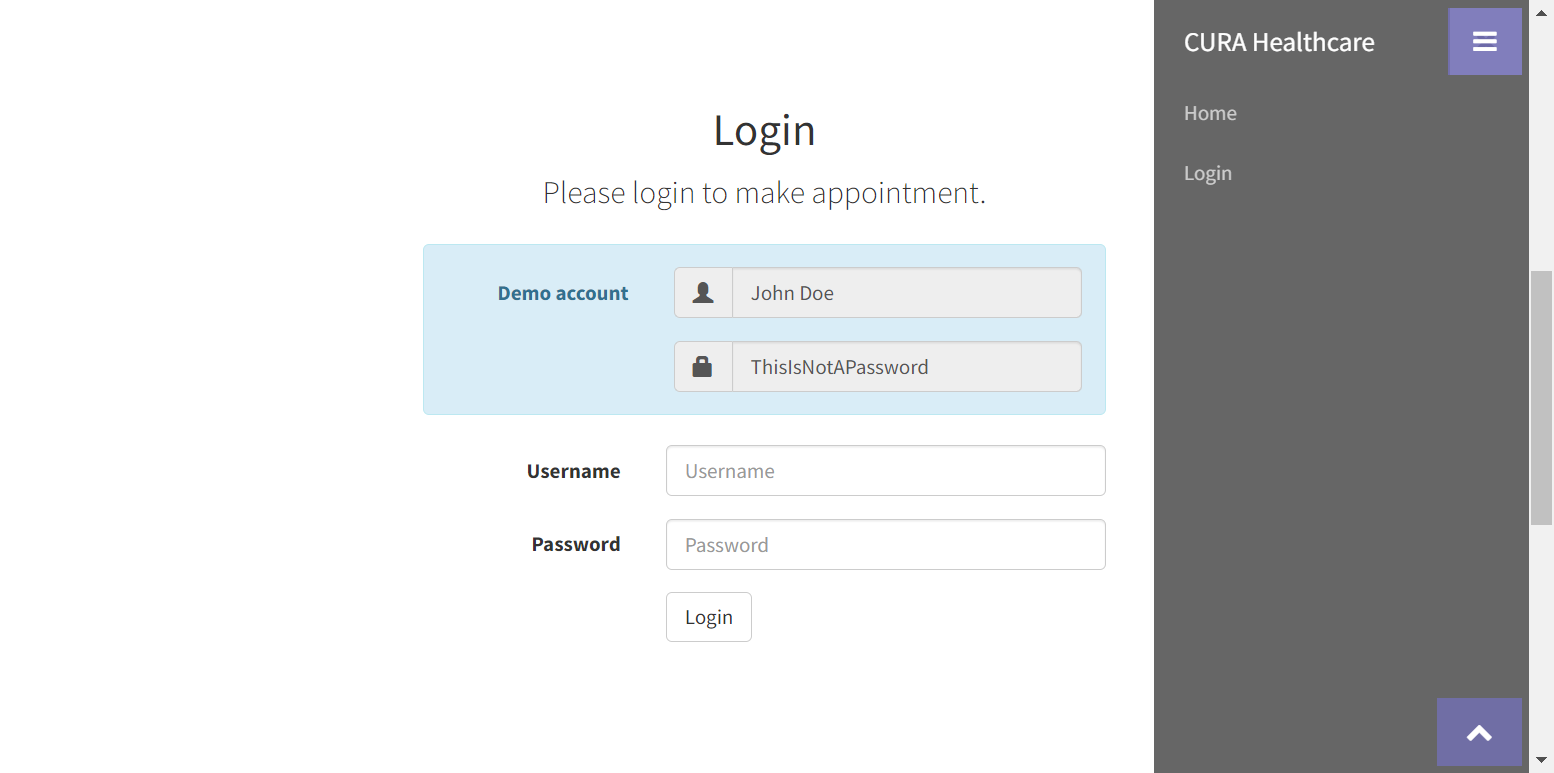 CURA Healthcare
Home
Login
Login
Please login to make appointment.
Demo account
John Doe
ThisIsNotAPassword
Username
Username
Password
Password
Login